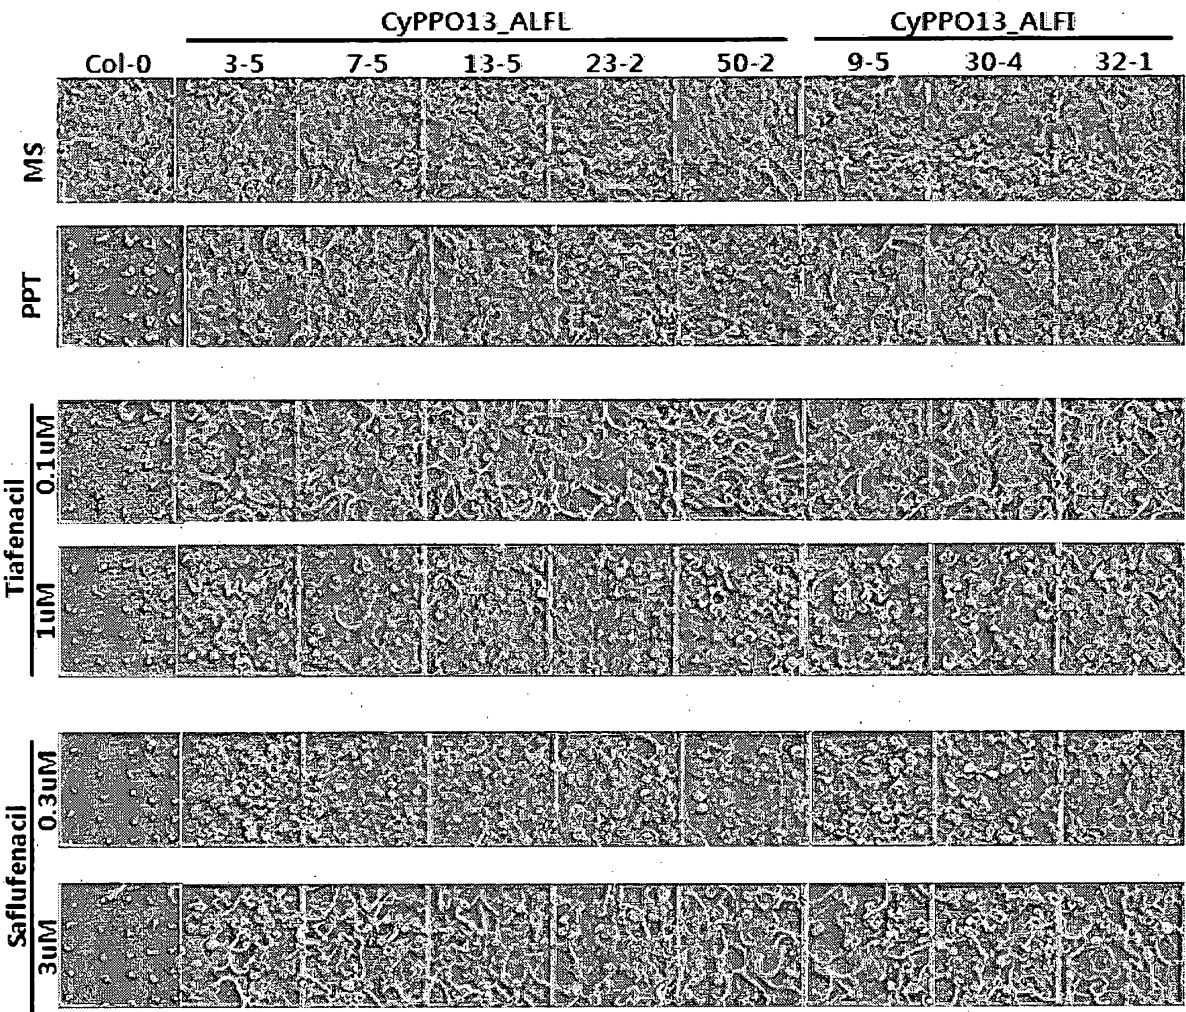 CyPPO13_ALFL CyPPO13_ALFI
Col-0 3-5 7-5 13-5 23-2 50-2 9-5 30-4 32-1
MS
PPT
Tiafenacil
0.1uM
1uM
Saflufenacil
0.3uM
3uM